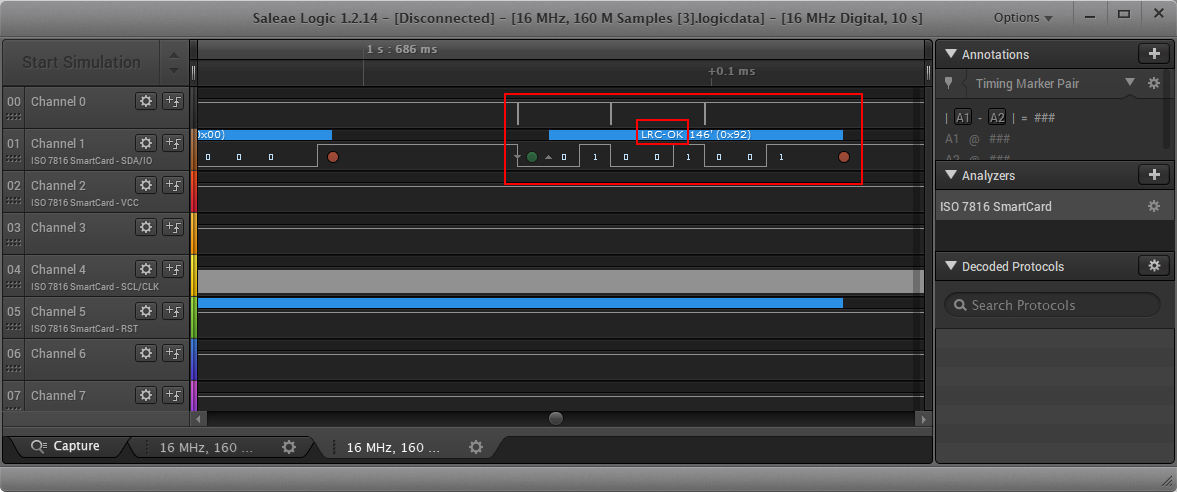 Saleae Logic 1.2.14 - [Disconnected] - [16 MHz, 160 M Samples [3].logicdata] - [16 MHz Digital, 10 s]
Options
Start Simulation
1 s : 686 ms
+0.1 ms
00 Channel 0
01 Channel 1
ISO 7816 SmartCard - SDA/IO
02 Channel 2
ISO 7816 SmartCard - VCC
03 Channel 3
04 Channel 4
ISO 7816 SmartCard - SCL/CLK
05 Channel 5
ISO 7816 SmartCard - RST
06 Channel 6
07 Channel 7
0x00)
LRC-OK '146' (0x92)
0 0 0 0 1 0 0 1 0 0 1
Annotations
Timing Marker Pair
| A1 - A2 | = ###
A1 @ ###
A2 @ ###
Analyzers
ISO 7816 SmartCard
Decoded Protocols
Search Protocols
Capture
16 MHz, 160 ...
16 MHz, 160 ...